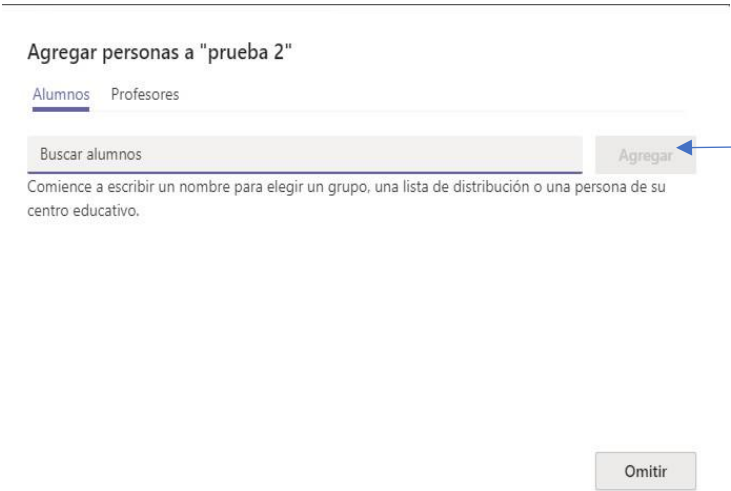 Agregar personas a "prueba 2"
Alumnos Profesores
Buscar alumnos Agregar
Comience a escribir un nombre para elegir un grupo, una lista de distribución o una persona de su
centro educativo.
Omitir